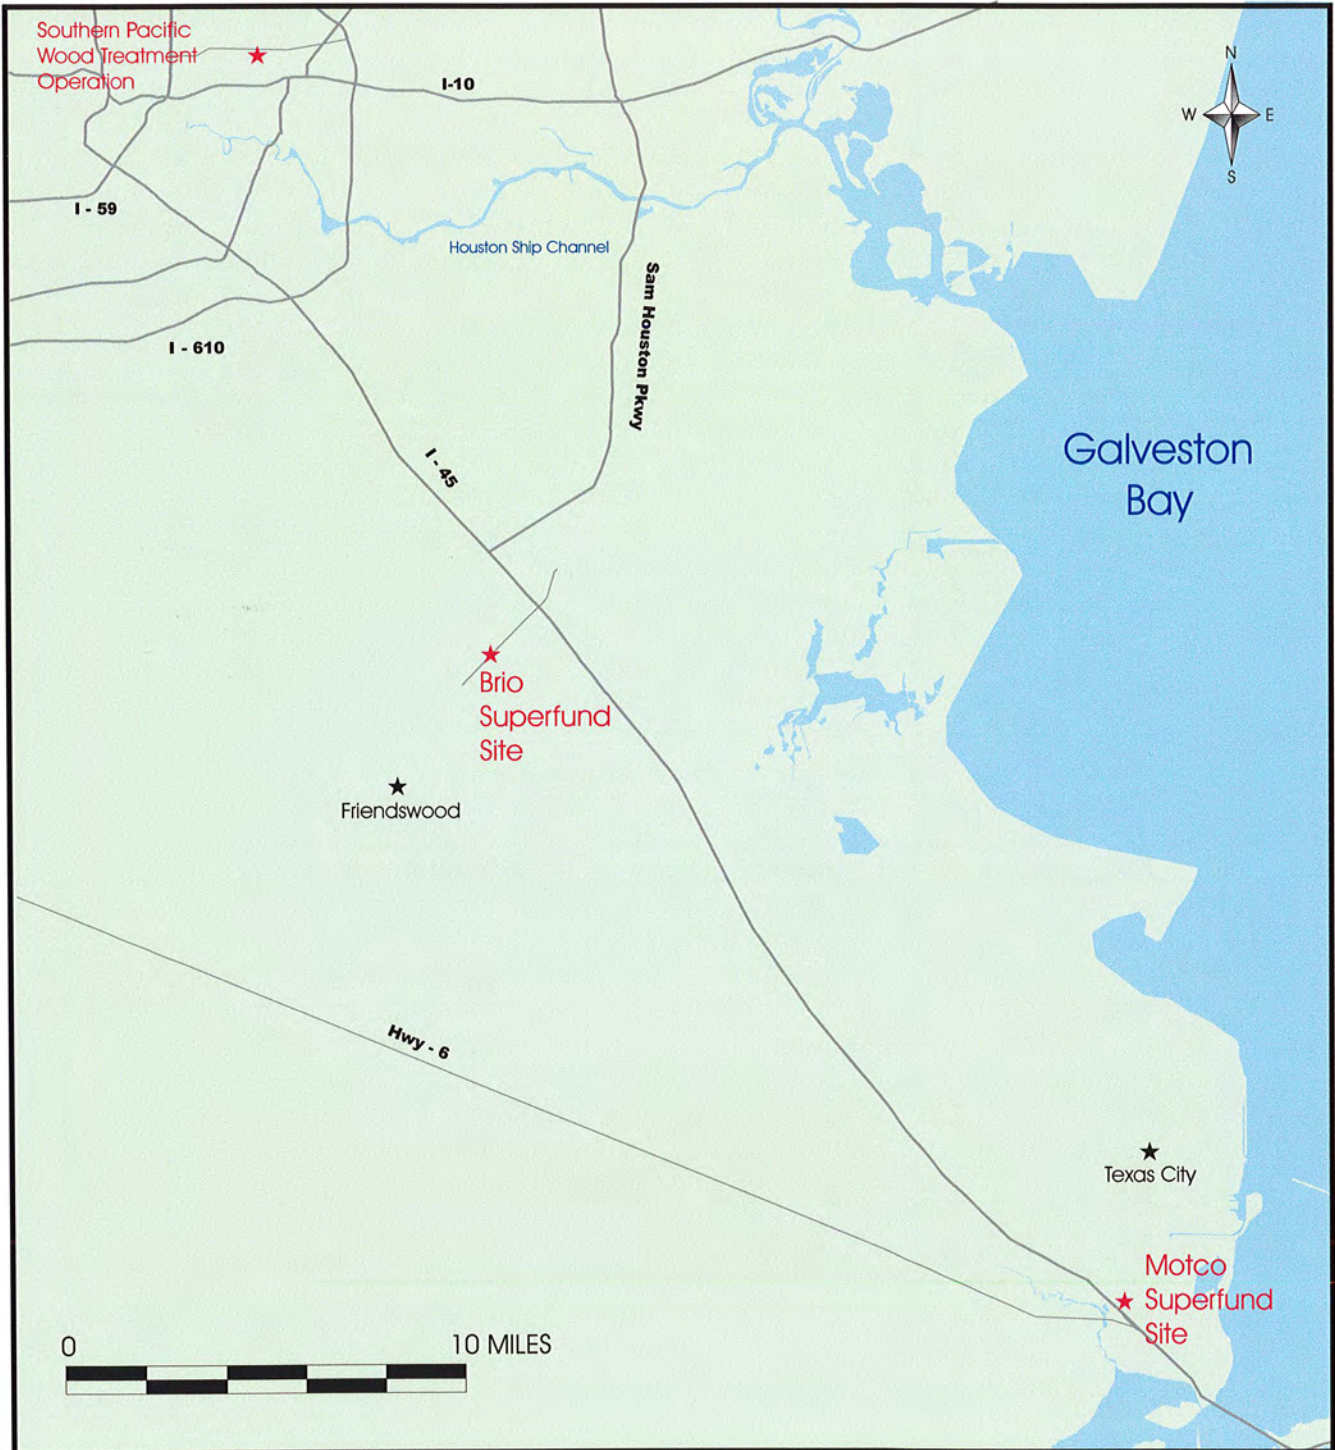 Southern Pacific
Wood Treatment
Operation
I-10
N
W
E
S
I - 59
Houston Ship Channel
Sam Houston Pkwy
I - 610
I - 45
Galveston
Bay
Brio
Superfund
Site
Friendswood
Hwy - 6
Texas City
Motco
Superfund
Site
0
10 MILES